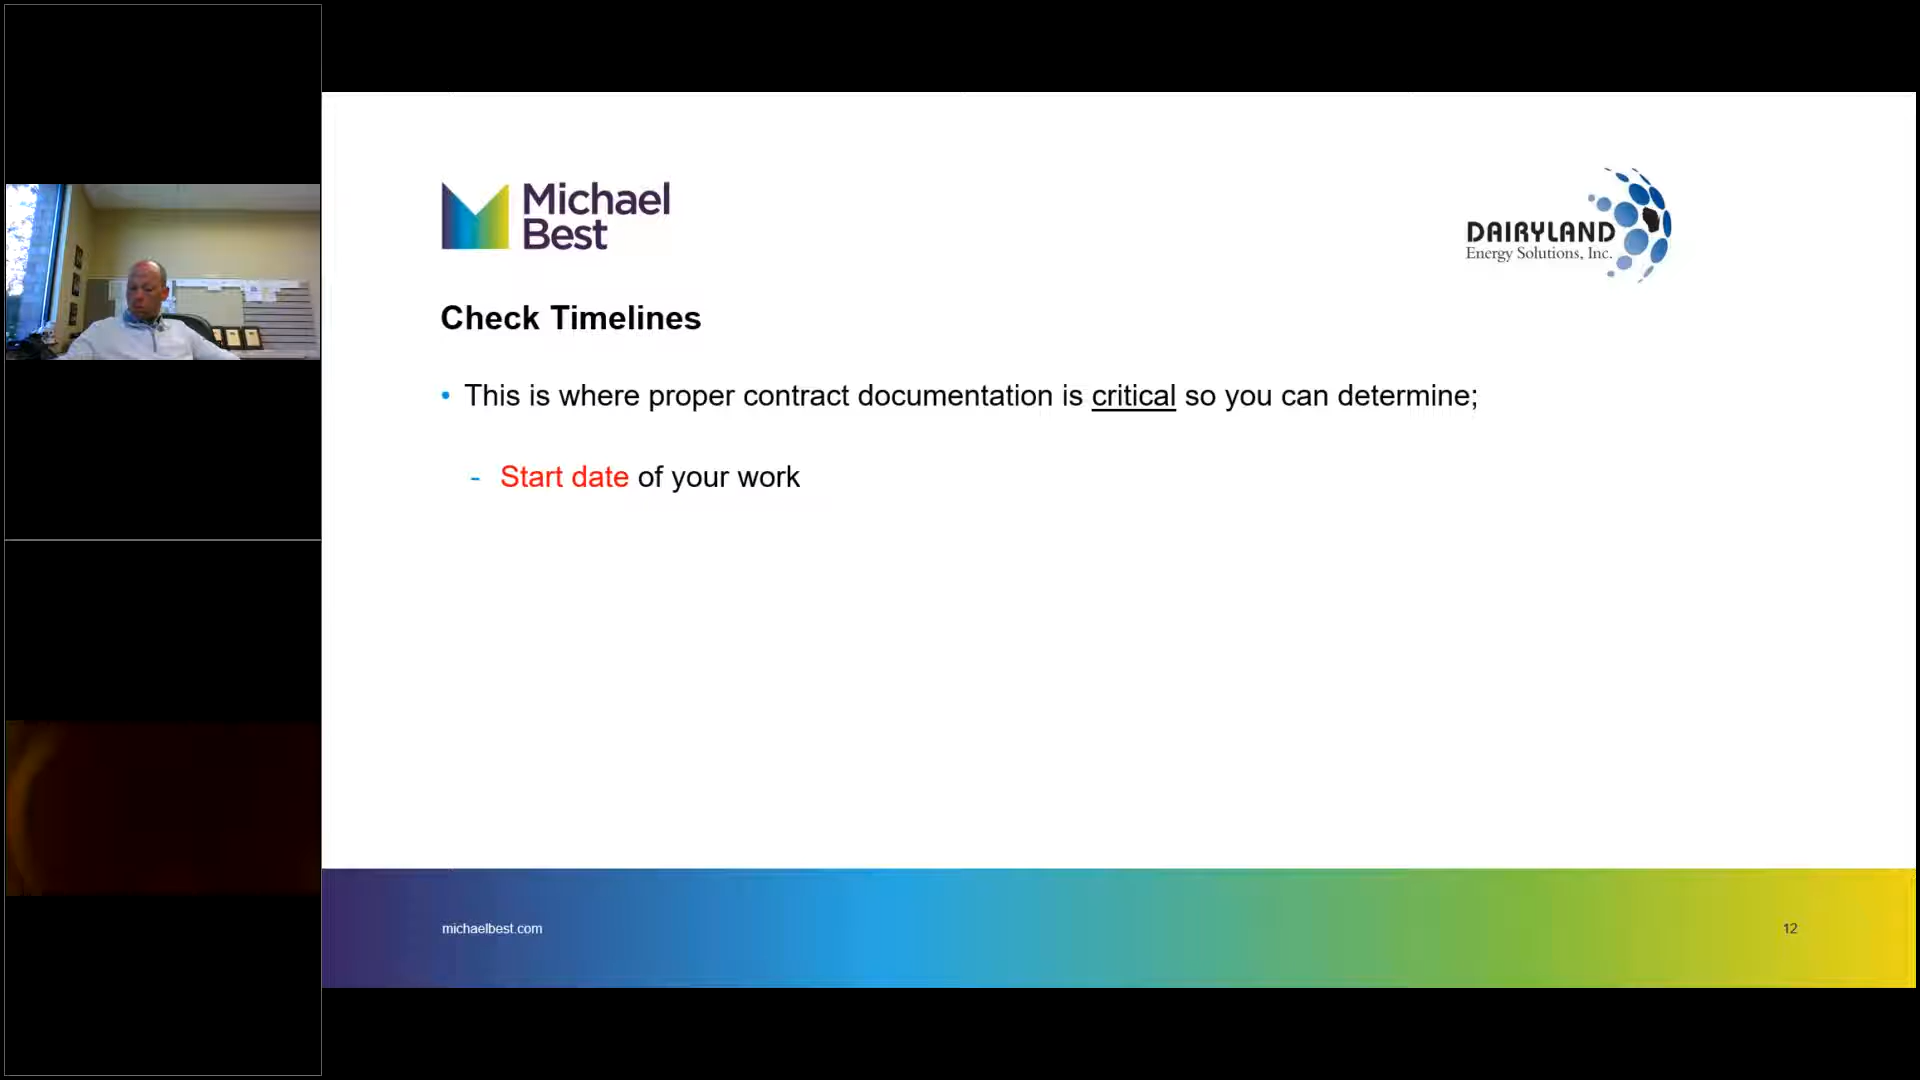 Michael
Best
DAIRYLAND
Energy Solutions, Inc.
Check Timelines
• This is where proper contract documentation is critical so you can determine;
- Start date of your work
michaelbest.com
12